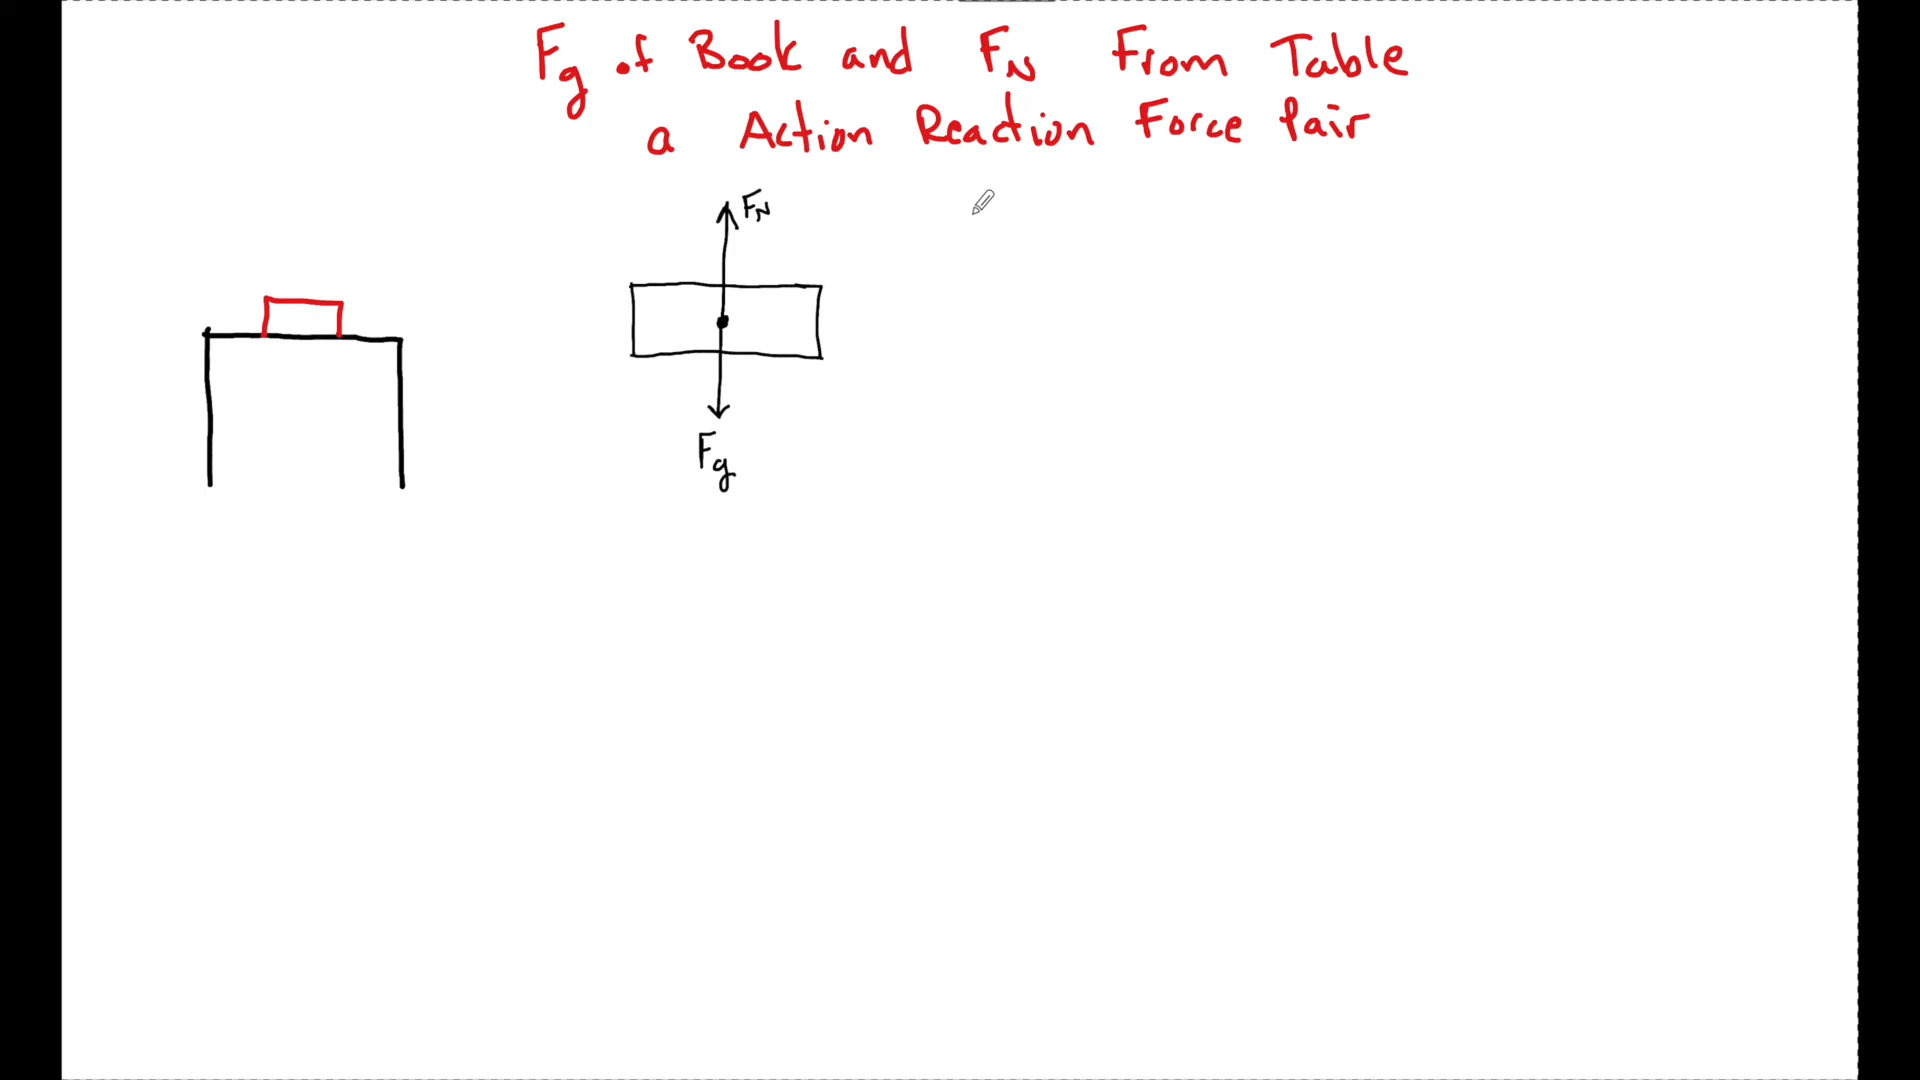 Fg of Book and FN From Table
a Action Reaction Force Pair
FN
Fg